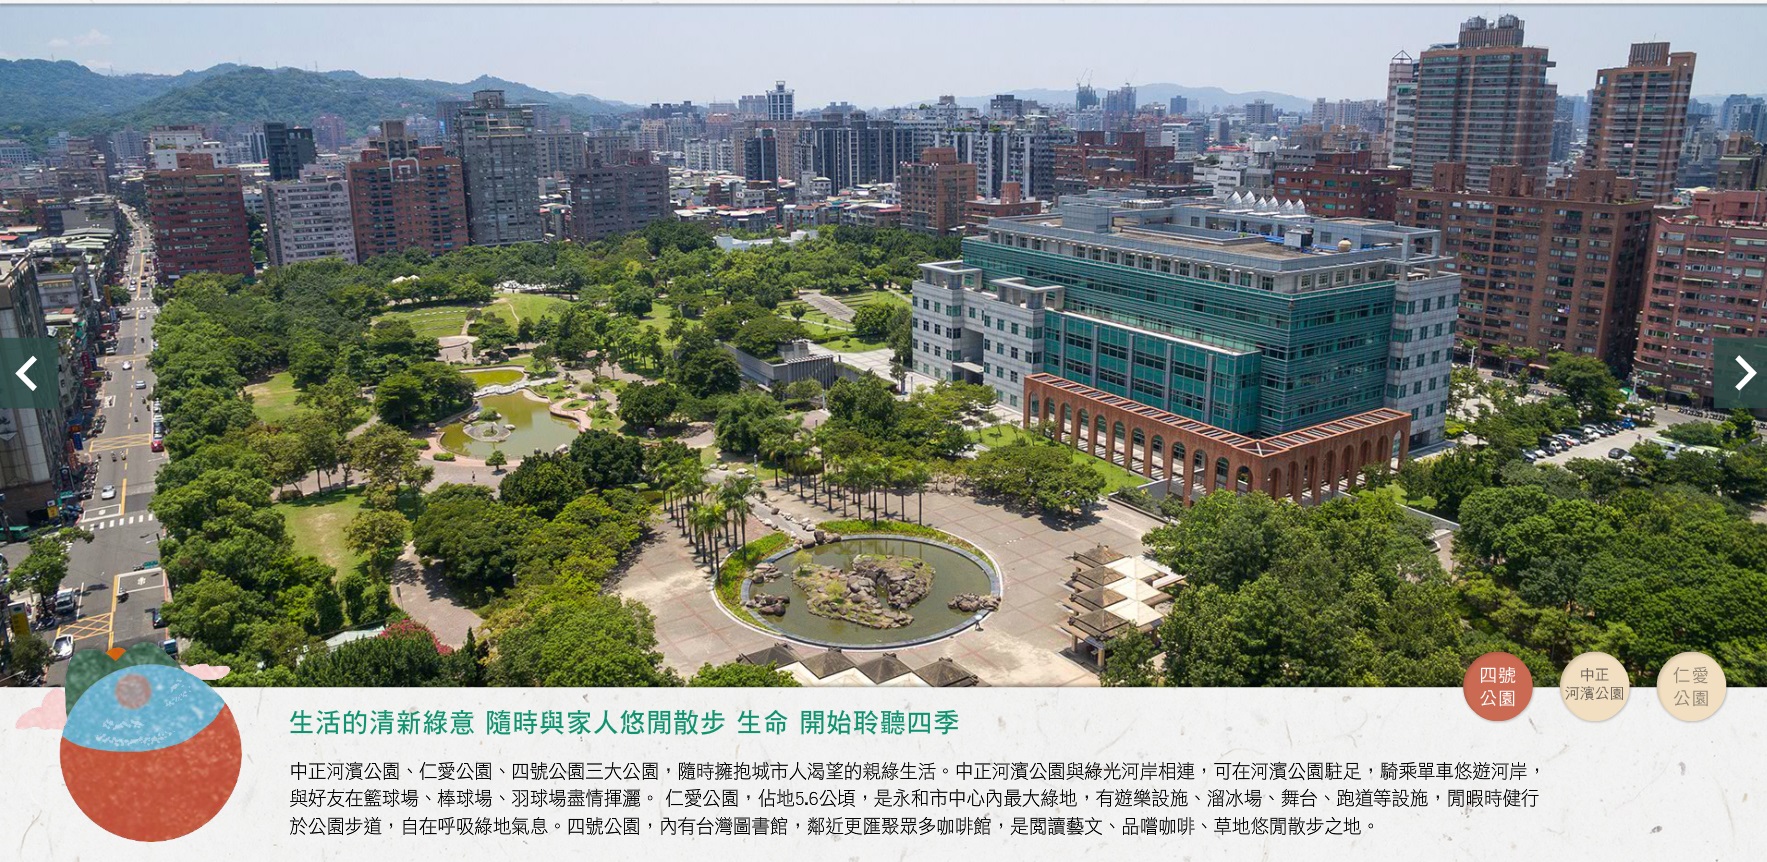 四號
公園
中正
河濱公園
仁愛
公園
生活的清新綠意 隨時與家人悠閒散步 生命 開始聆聽四季
中正河濱公園、仁愛公園、四號公園三大公園，隨時擁抱城市人渴望的親綠生活。中正河濱公園與綠光河岸相連，可在河濱公園駐足，騎乘單車悠遊河岸，
與好友在籃球場、棒球場、羽球場盡情揮灑。 仁愛公園，佔地5.6公頃，是永和市中心內最大綠地，有遊樂設施、溜冰場、舞台、跑道等設施，閒暇時健行
於公園步道，自在呼吸綠地氣息。四號公園，內有台灣圖書館，鄰近更匯聚眾多咖啡館，是閱讀藝文、品嚐咖啡、草地悠閒散步之地。